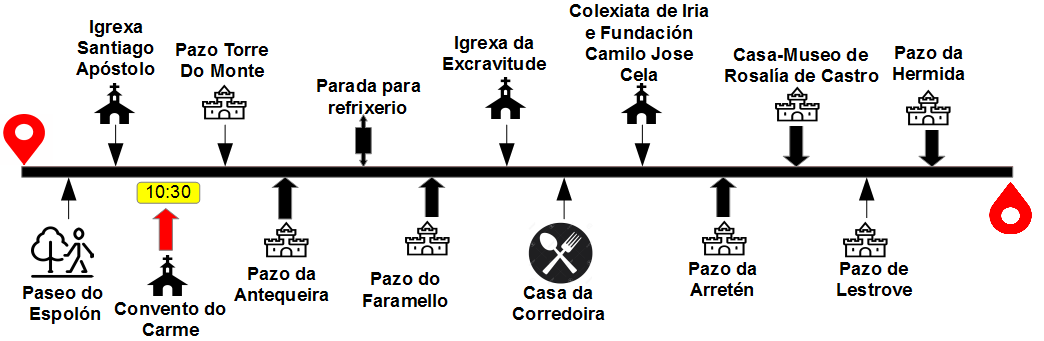 Igrexa
Santiago
Apóstolo
Pazo Torre
Do Monte
Parada para
refrixerio
Igrexa da
Excravitude
Colexiata de Iria
e Fundación
Camilo Jose
Cela
Casa-Museo de
Rosalía de Castro
Pazo da
Hermida
10:30
Paseo do
Espolón
Convento do
Carme
Pazo da
Antequeira
Pazo do
Faramello
Casa da
Corredoira
Pazo da
Arretén
Pazo de
Lestrove